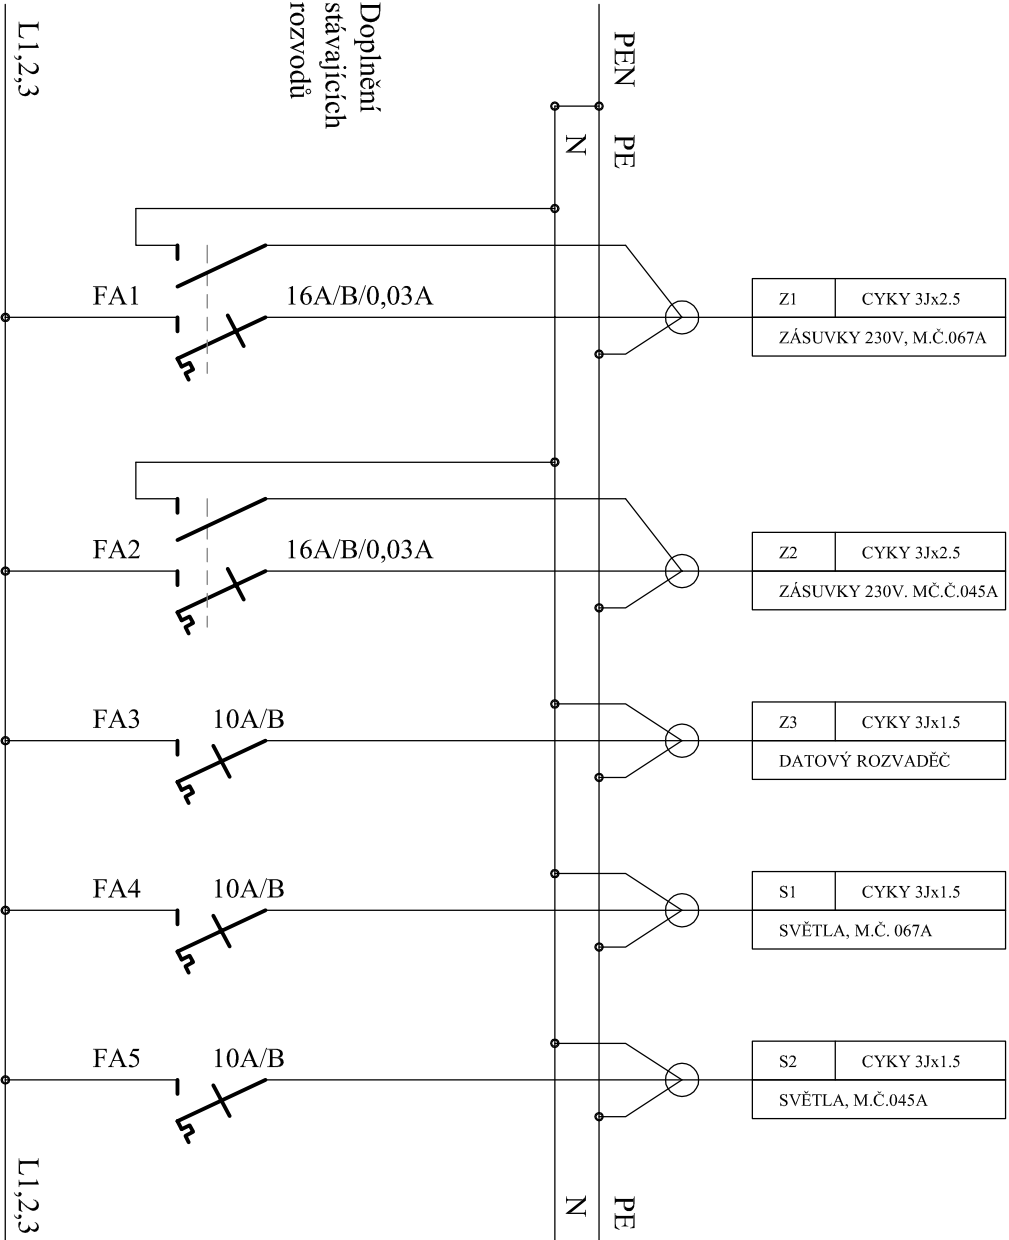 L1,2,3
Doplnění
stávajících
rozvodů
PEN
N
PE
FA1
16A/B/0,03A
Z1
CYKY 3Jx2.5
ZÁSUVKY 230V, M.Č.067A
FA2
16A/B/0,03A
Z2
CYKY 3Jx2.5
ZÁSUVKY 230V. MČ.Č.045A
FA3
10A/B
Z3
CYKY 3Jx1.5
DATOVÝ ROZVADĚČ
FA4
10A/B
S1
CYKY 3Jx1.5
SVĚTLA, M.Č. 067A
FA5
10A/B
S2
CYKY 3Jx1.5
SVĚTLA, M.Č.045A
L1,2,3
N
PE